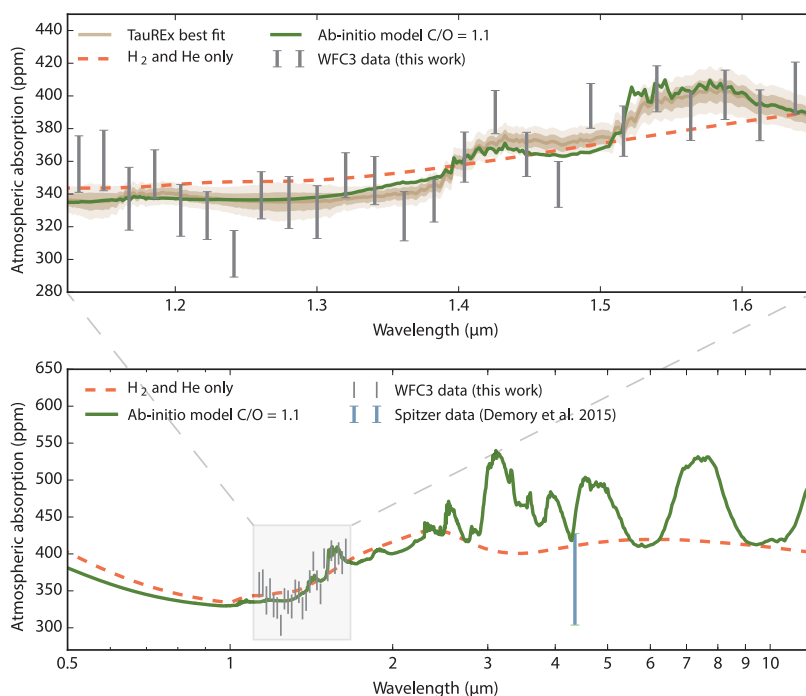 450
TauREx best fit
Ab-initio model C/O = 1.1
H2 and He only
WFC3 data (this work)
420
400
380
360
340
320
300
280
Atmospheric absorption (ppm)
1.2
1.3
1.4
1.5
1.6
Wavelength (μm)
650
H2 and He only
WFC3 data (this work)
Ab-initio model C/O = 1.1
Spitzer data (Demory et al. 2015)
600
550
500
450
400
350
300
270
Atmospheric absorption (ppm)
0.5
1
2
3
4
5
6
7
8
9
10
Wavelength (μm)